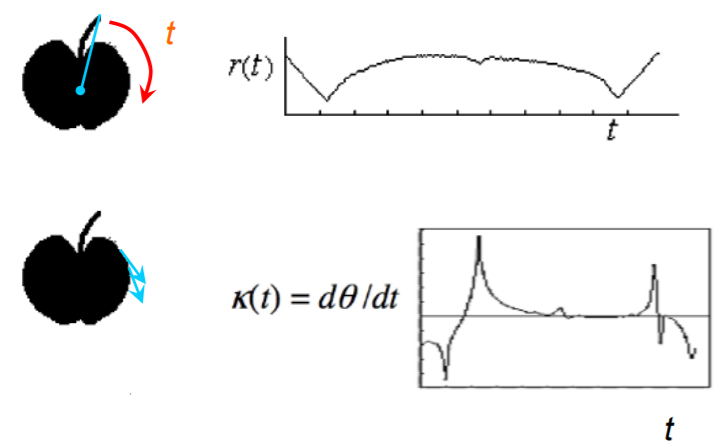 t
r(t)
t
κ(t) = dθ/dt
t